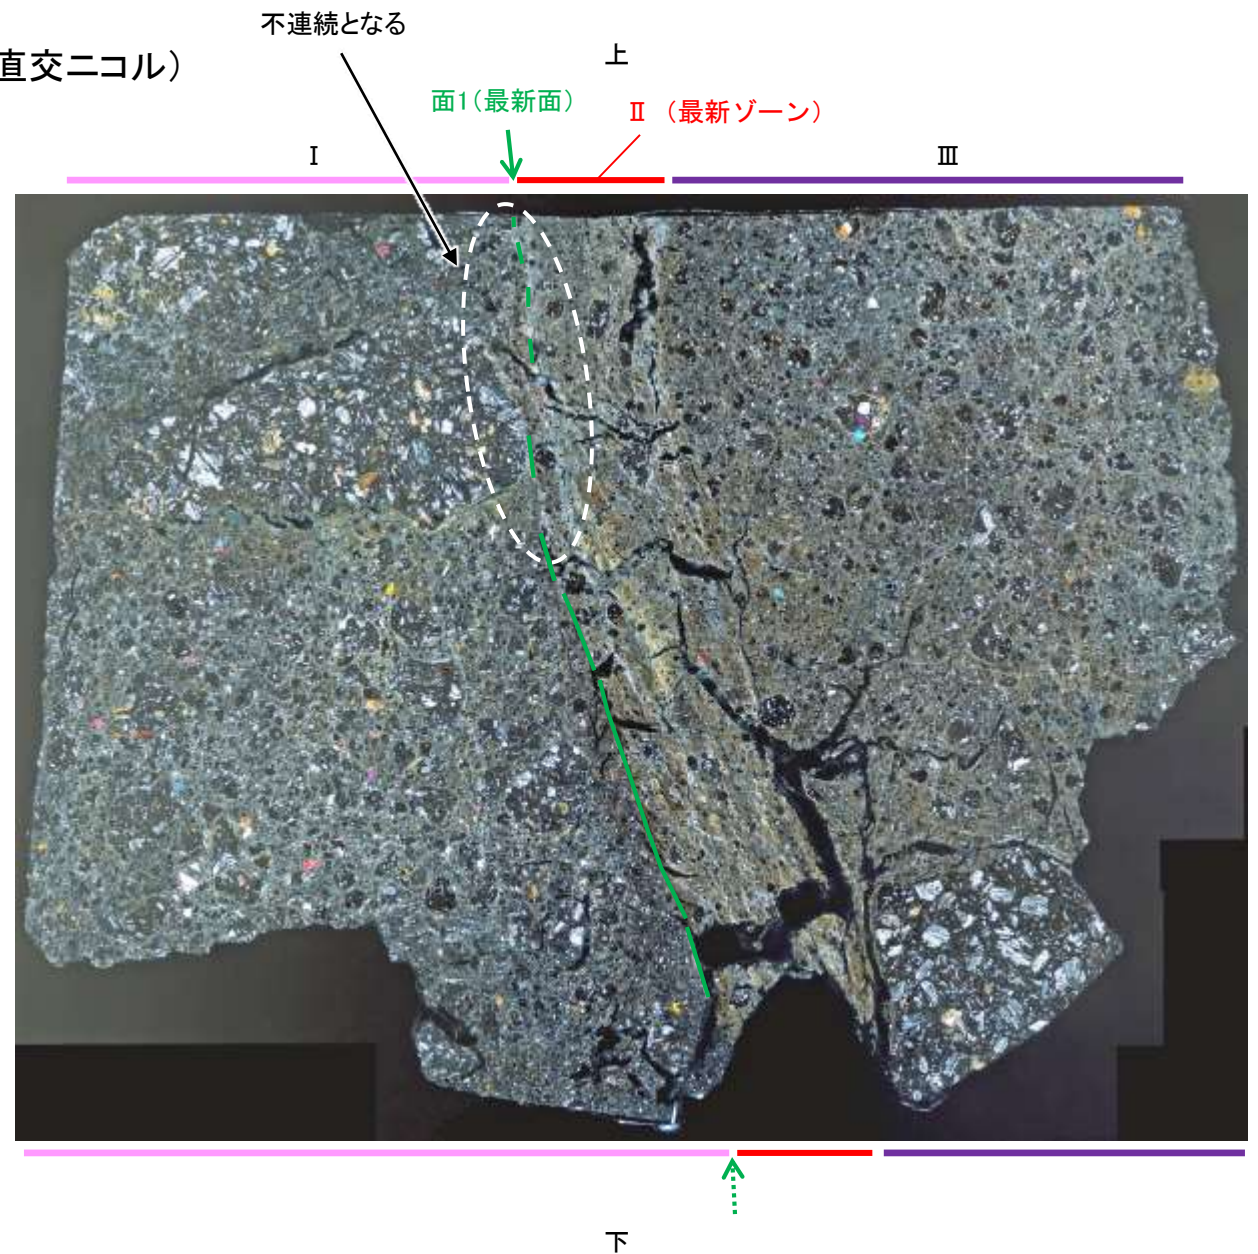 不連続となる
直交ニコル）
上
面1（最新面）
Ⅱ （最新ゾーン）
Ⅰ
Ⅲ
下